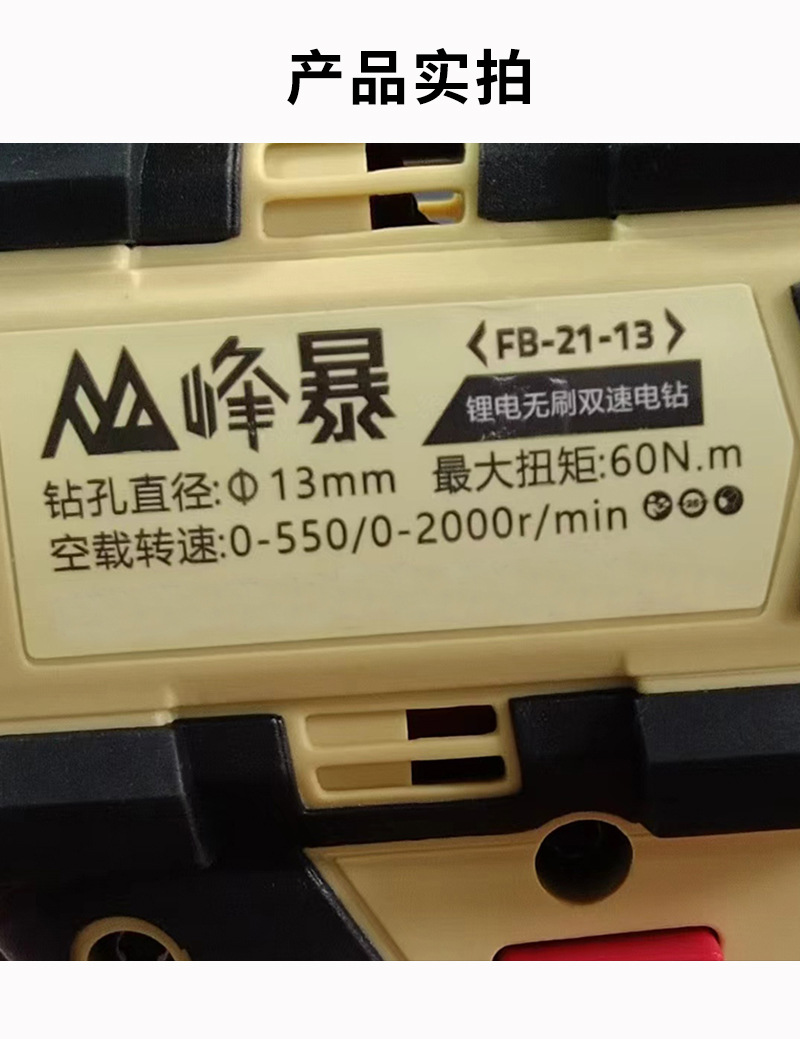 产品实拍
峰暴
<FB-21-13>
锂电无刷双速电钻
钻孔直径:Φ13mm 最大扭矩:60N.m
空载转速:0-550/0-2000r/min